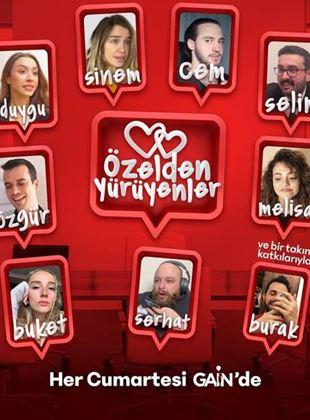 sinem
cem
duygu
selin
Özelden
yürüyenler
özgür
melisa
ve bir takım
katkılarıyla
buket
serhat
burak
Her Cumartesi GAİN'de